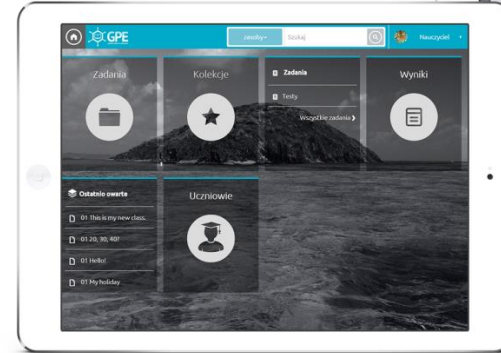 GPE
Zasoby
Szukaj
Nauczyciel
Zadania
Kolekcje
Zadania
Testy
Wszystkie zadania
Wyniki
Ostatnio otwarte
01 This is my new class.
01 20, 30, 40?
01 Hello!
01 My holiday
Uczniowie